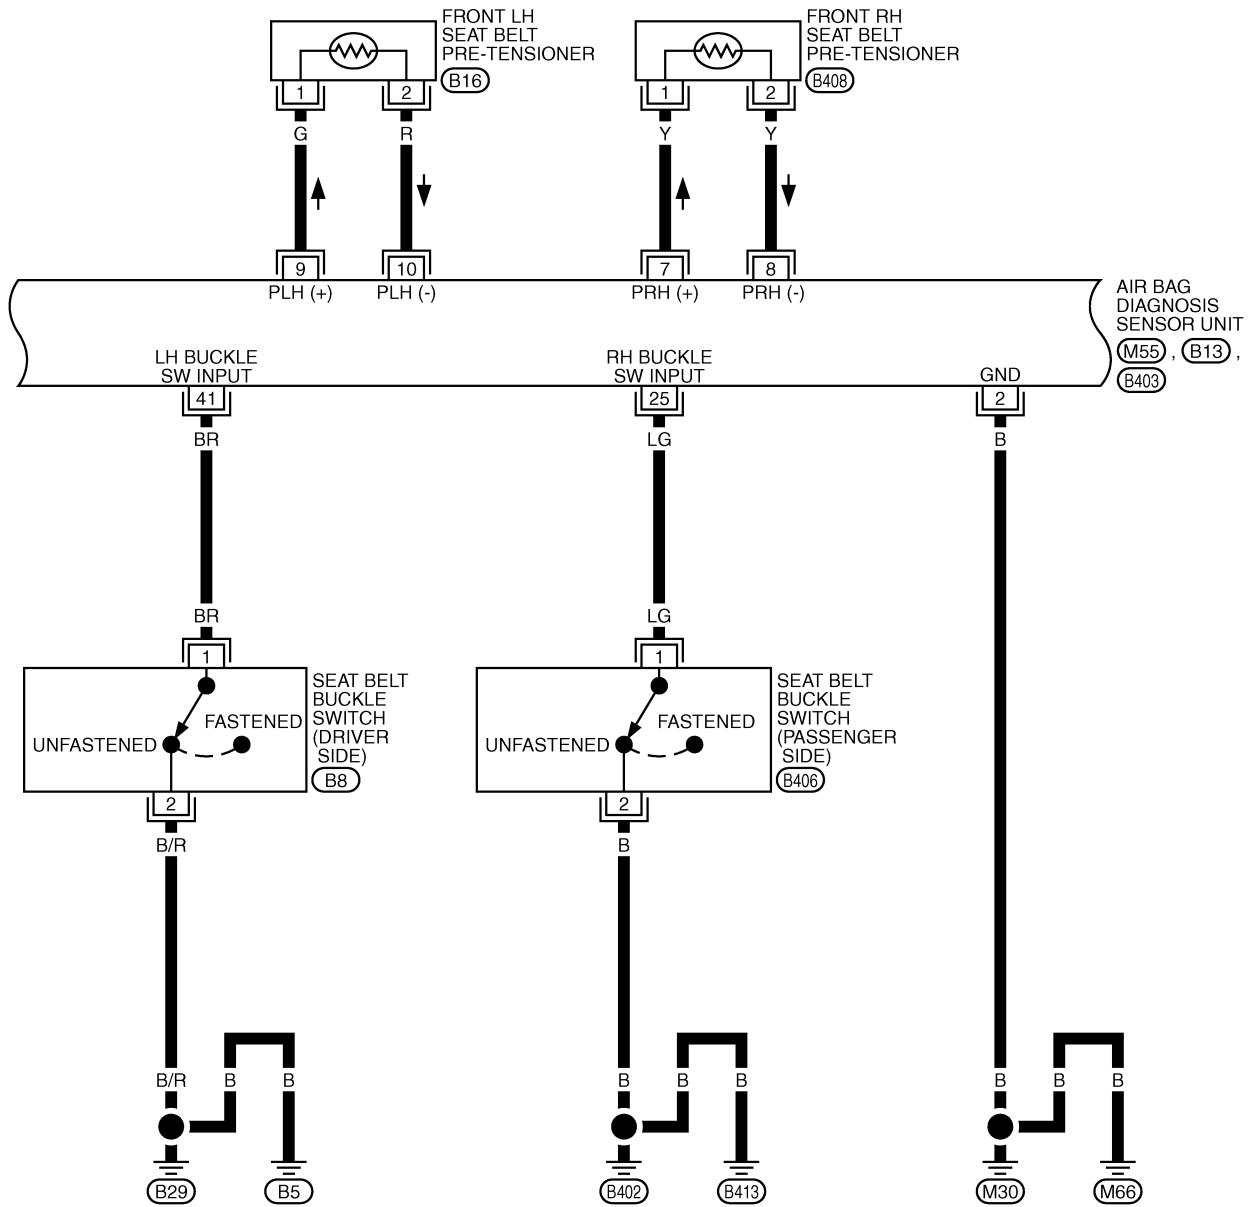 FRONT LH
SEAT BELT
PRE-TENSIONER
B16
FRONT RH
SEAT BELT
PRE-TENSIONER
B408
1
2
1
2
G
R
Y
Y
9
10
7
8
PLH (+)
PLH (-)
PRH (+)
PRH (-)
AIR BAG
DIAGNOSIS
SENSOR UNIT
M55 , B13 ,
B403
LH BUCKLE
SW INPUT
RH BUCKLE
SW INPUT
GND
41
25
2
BR
LG
B
BR
LG
1
1
SEAT BELT
BUCKLE
SWITCH
(DRIVER
SIDE)
B8
FASTENED
UNFASTENED
SEAT BELT
BUCKLE
SWITCH
(PASSENGER
SIDE)
B406
FASTENED
UNFASTENED
2
2
B/R
B
B/R
B
B
B
B
B
B
B
B
B29
B5
B402
B413
M30
M66